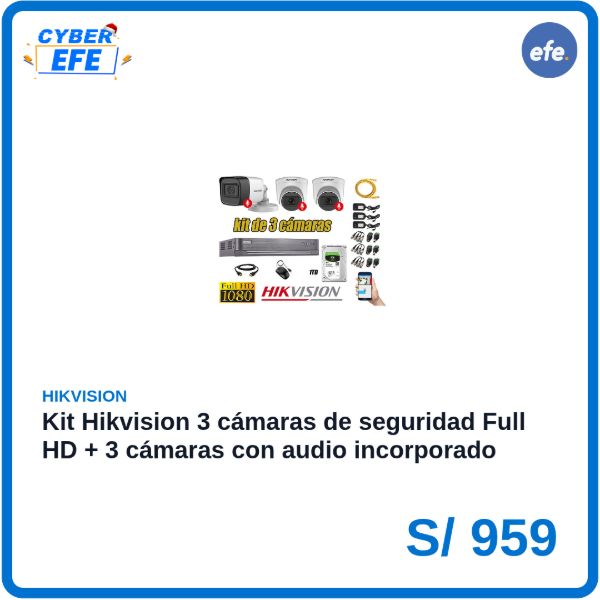 CYBER
EFE
efe.
kit de 3 cámaras
1TB
Full HD
1080
HIKVISION
HIKVISION
Kit Hikvision 3 cámaras de seguridad Full
HD + 3 cámaras con audio incorporado
S/ 959